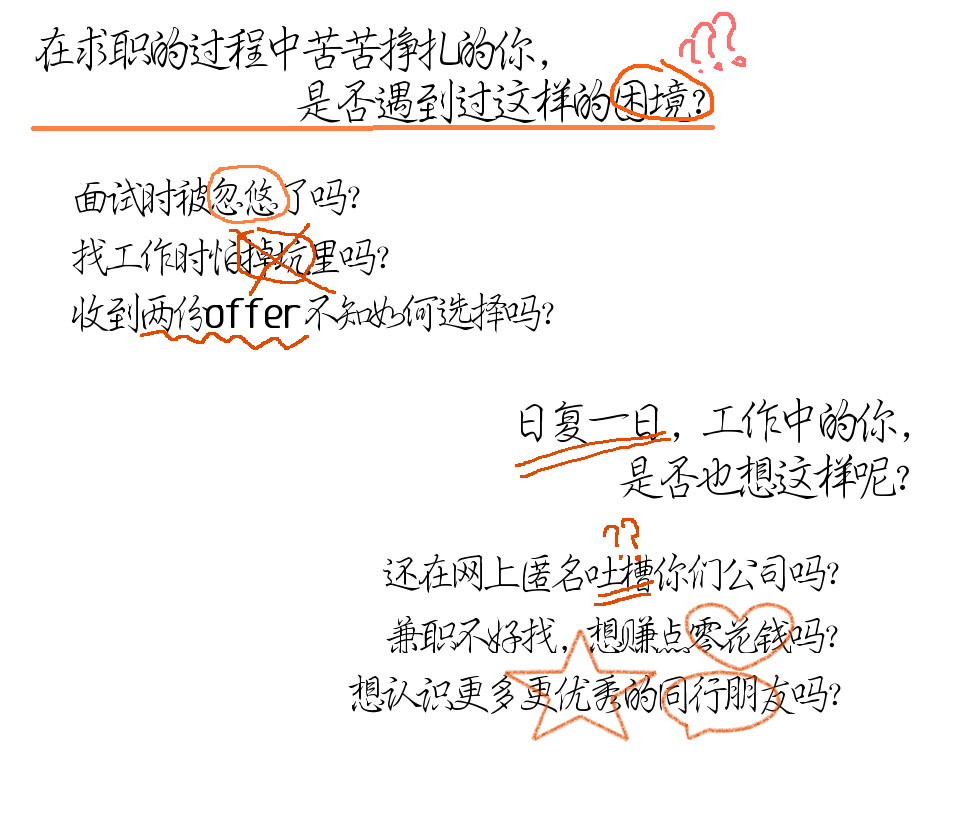 ???
在求职的过程中苦苦挣扎的你，
是否遇到过这样的困境？
面试时被忽悠了吗？
找工作时怕掉坑里吗？
收到两份offer不知如何选择吗？
日复一日，工作中的你，
是否也想这样呢？
??
还在网上匿名吐槽你们公司吗？
兼职不好找，想赚点零花钱吗？
想认识更多更优秀的同行朋友吗？